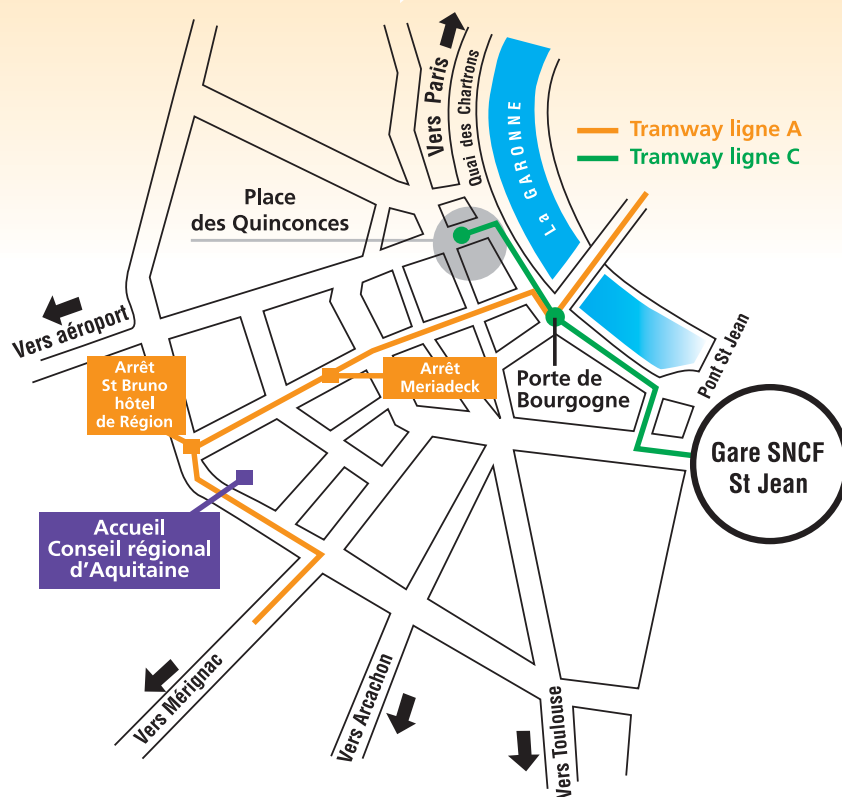 Vers Paris
Quai des Chartrons
La GARONNE
Tramway ligne A
Tramway ligne C
Place
des Quinconces
Vers aéroport
Arrêt
St Bruno
hôtel
de Région
Arrêt
Meriadeck
Porte de
Bourgogne
Pont St Jean
Gare SNCF
St Jean
Accueil
Conseil régional
d'Aquitaine
Vers Mérignac
Vers Arcachon
Vers Toulouse